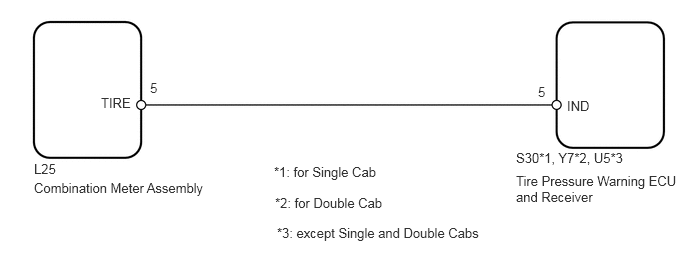 TIRE
5
5
IND
L25
Combination Meter Assembly
S30*1, Y7*2, U5*3
Tire Pressure Warning ECU
and Receiver
*1: for Single Cab
*2: for Double Cab
*3: except Single and Double Cabs